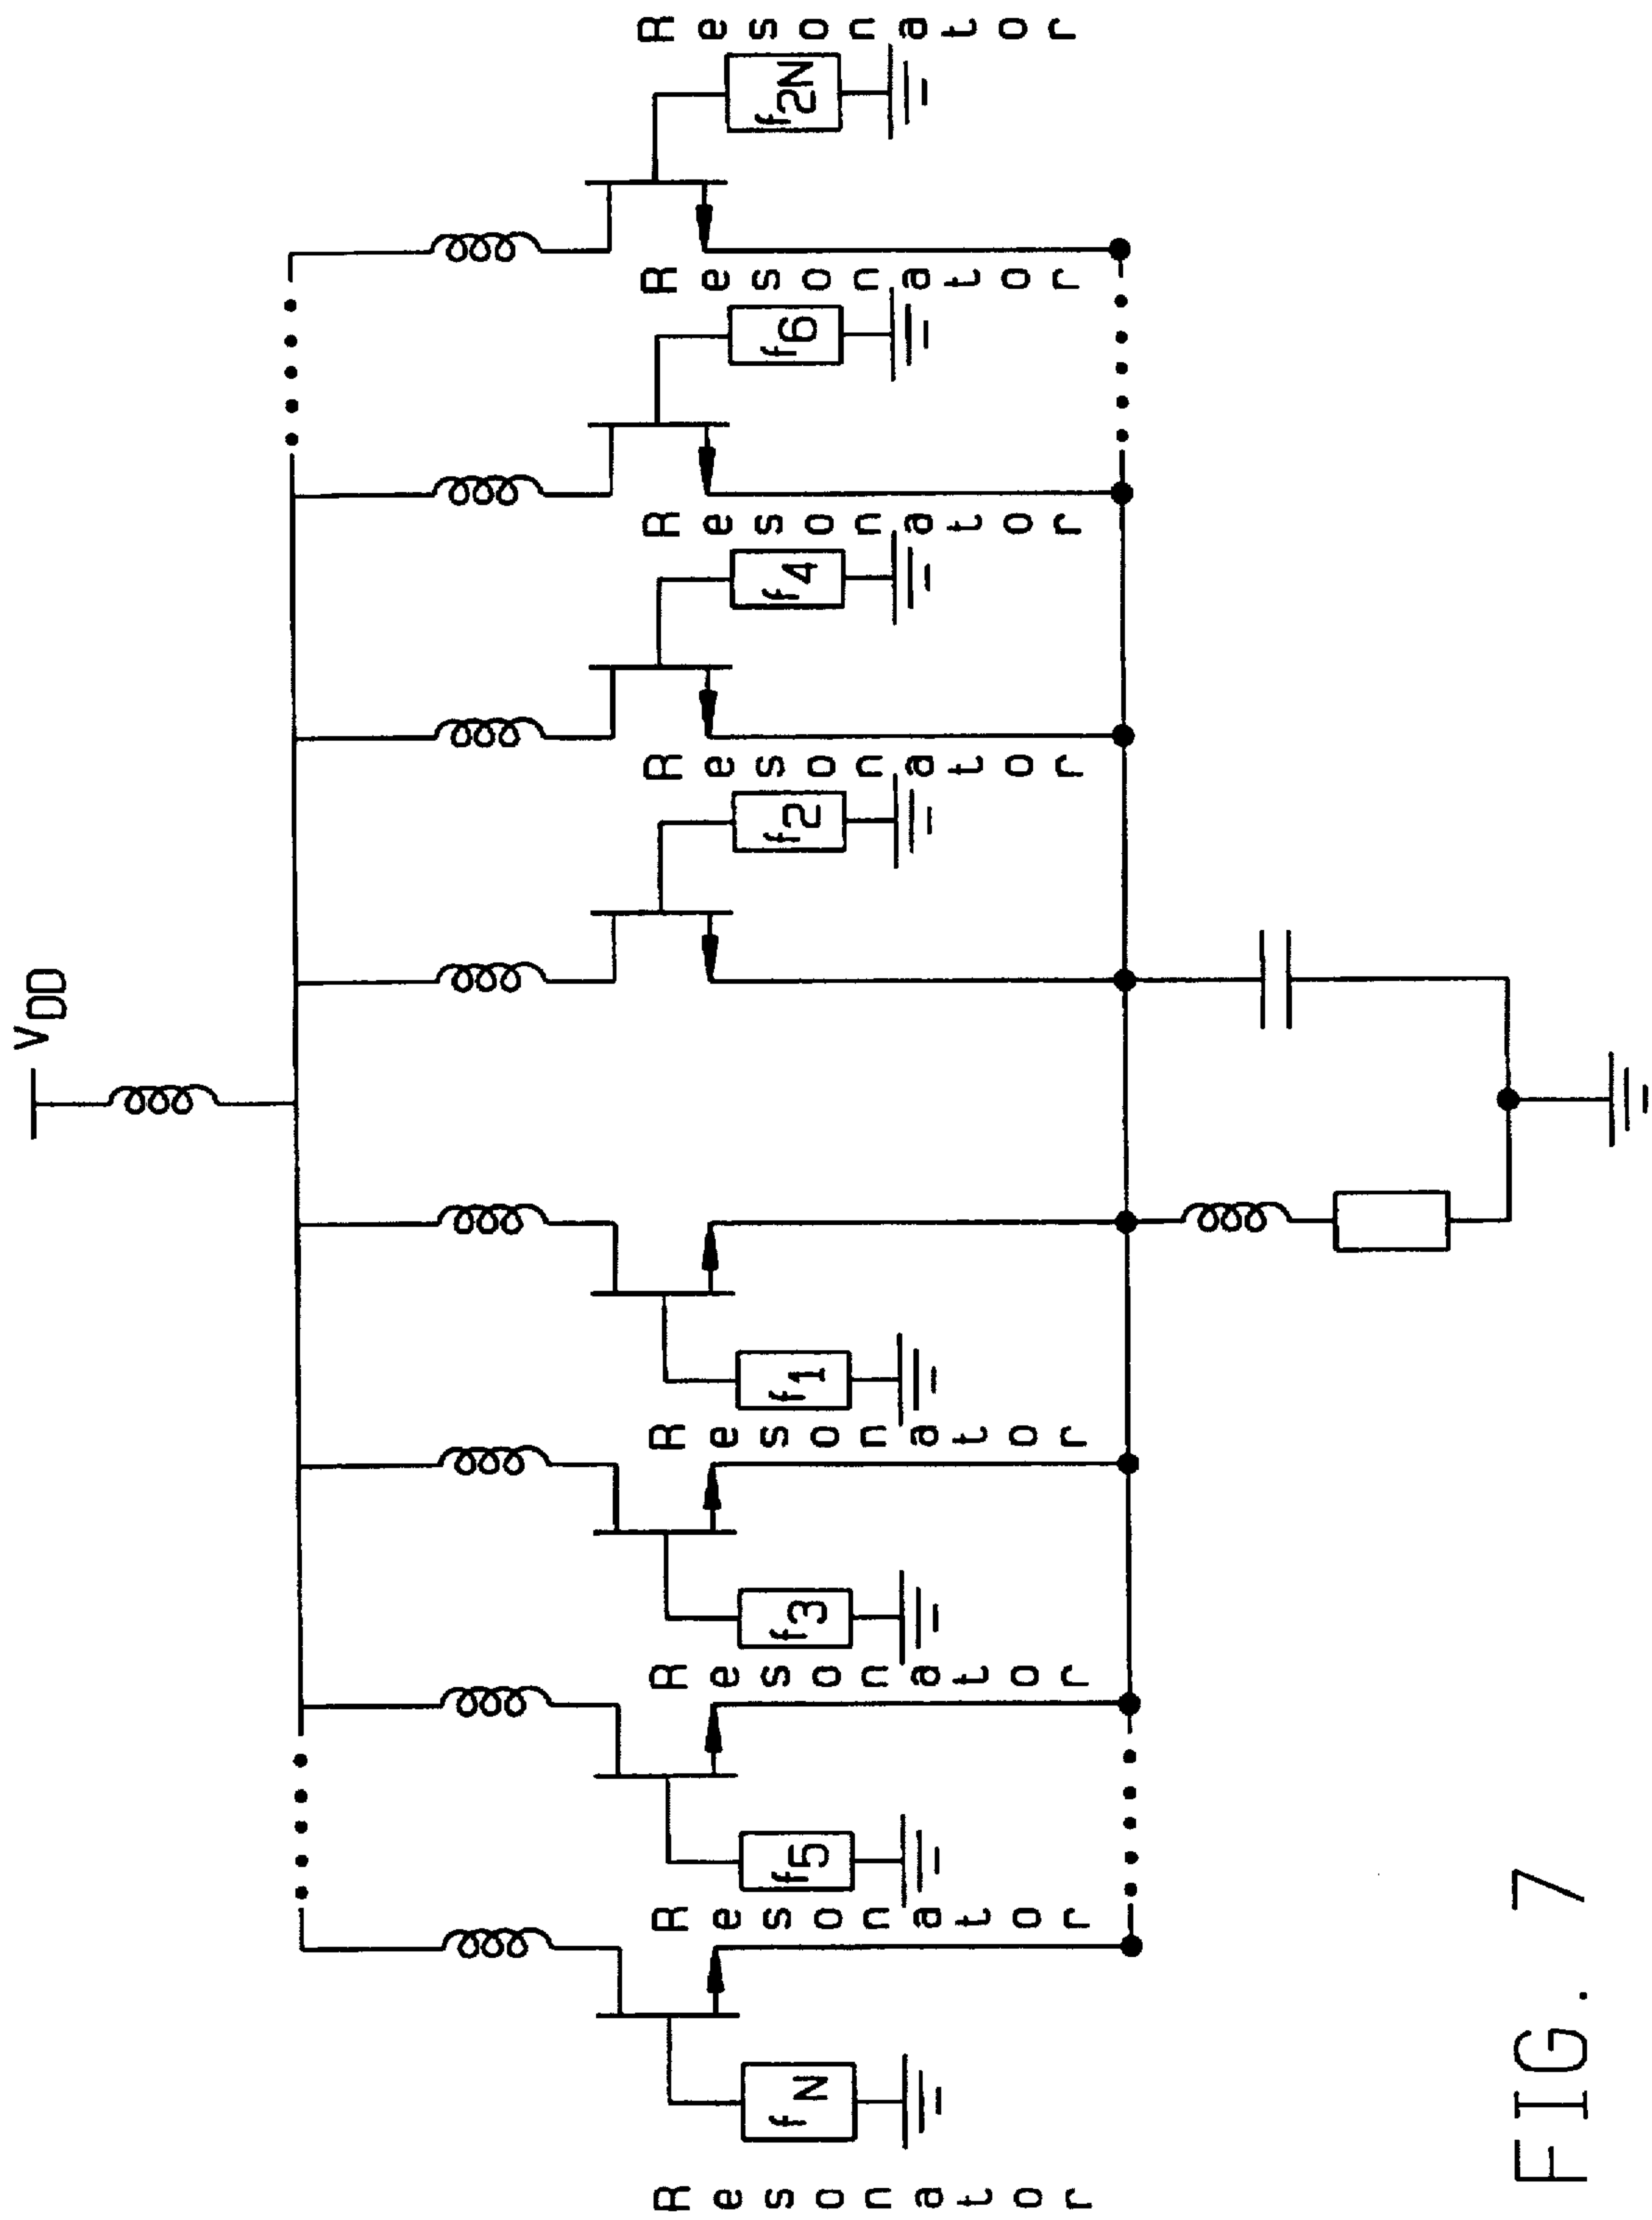 VDD
Resonator
fN
Resonator
f5
Resonator
f3
Resonator
f1
Resonator
f2
Resonator
f4
Resonator
f6
Resonator
f2N
FIG. 7